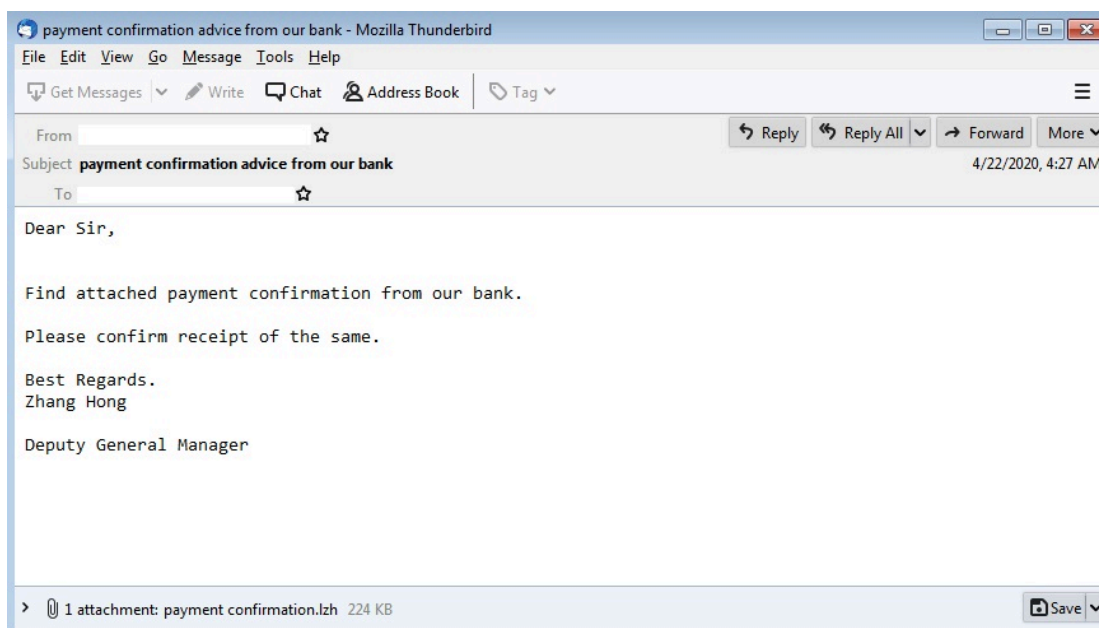 payment confirmation advice from our bank - Mozilla Thunderbird
File Edit View Go Message Tools Help
Get Messages Write Chat Address Book Tag
From Reply Reply All Forward More
Subject payment confirmation advice from our bank 4/22/2020, 4:27 AM
To
Dear Sir,
Find attached payment confirmation from our bank.
Please confirm receipt of the same.
Best Regards.
Zhang Hong
Deputy General Manager
1 attachment: payment confirmation.lzh 224 KB Save